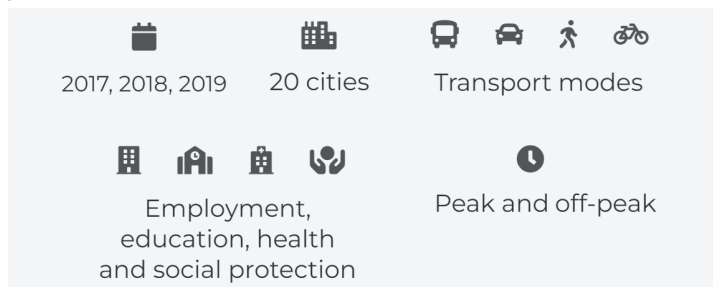 2017, 2018, 2019
20 cities
Transport modes
Employment,
education, health
and social protection
Peak and off-peak